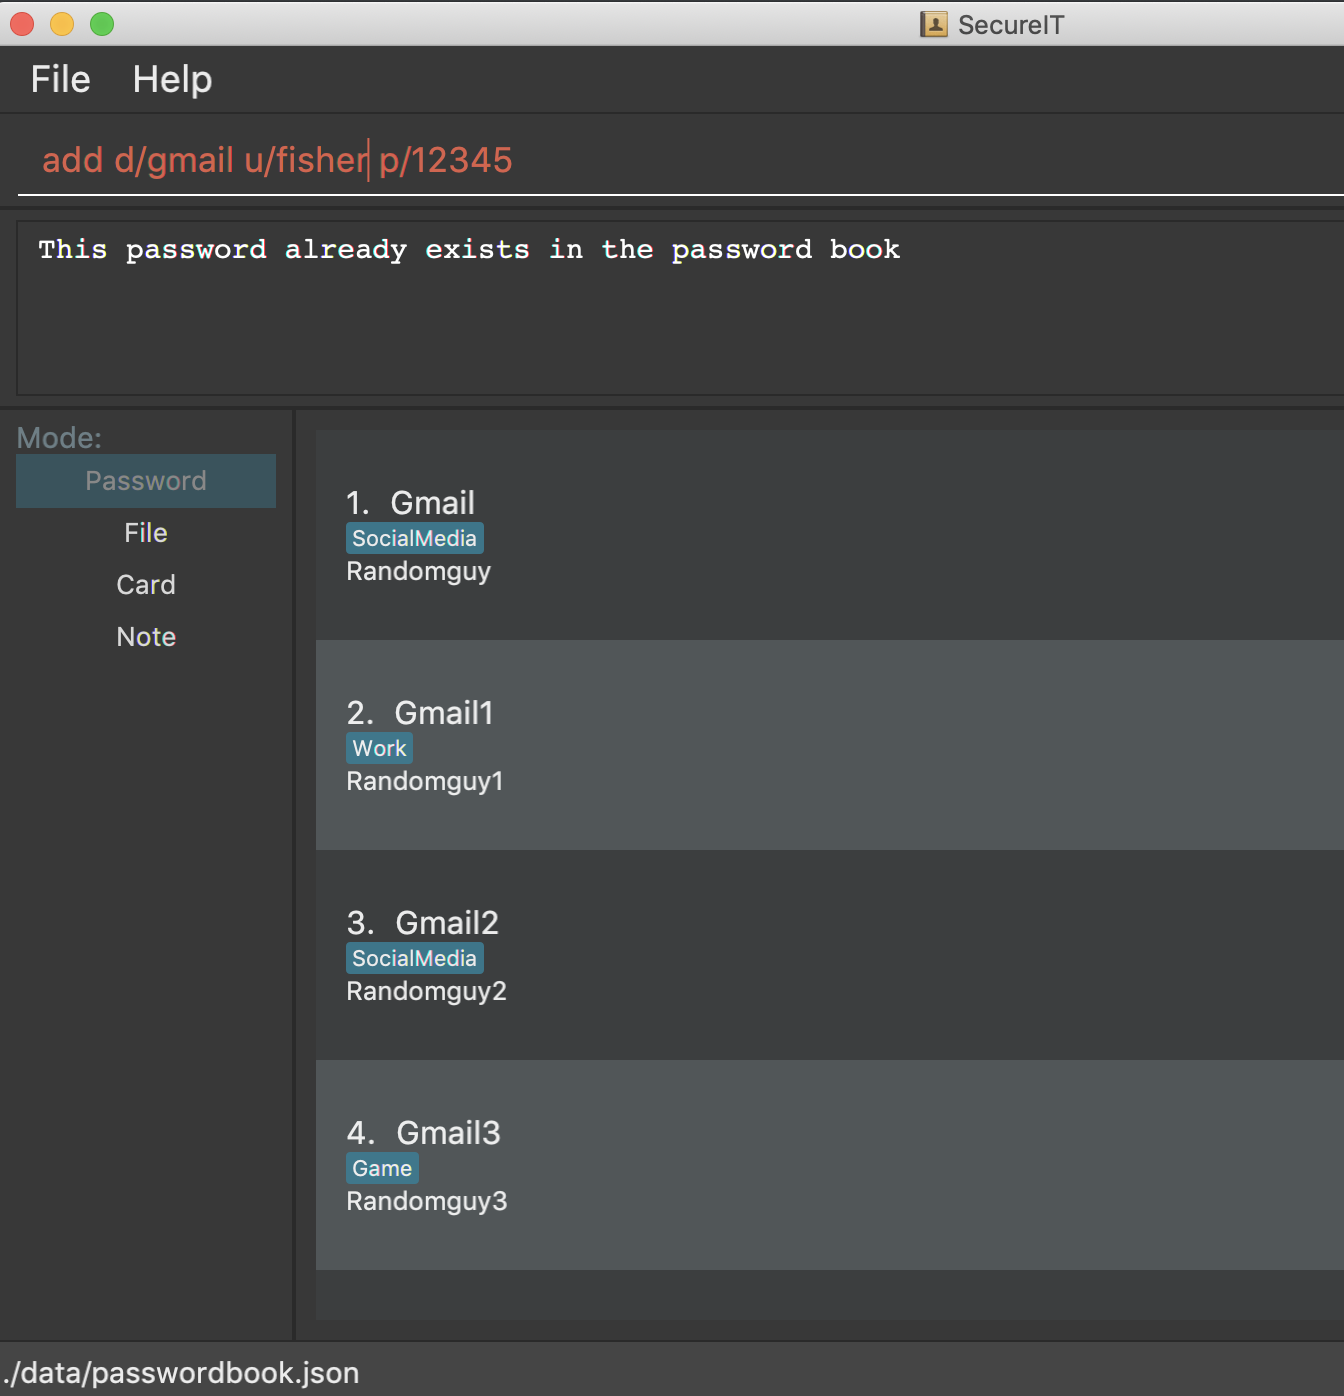 SecureIT
File Help
add d/gmail u/fisher p/12345
This password already exists in the password book
Mode:
Password
File
Card
Note
1. Gmail
SocialMedia
Randomguy
2. Gmail1
Work
Randomguy1
3. Gmail2
SocialMedia
Randomguy2
4. Gmail3
Game
Randomguy3
./data/passwordbook.json